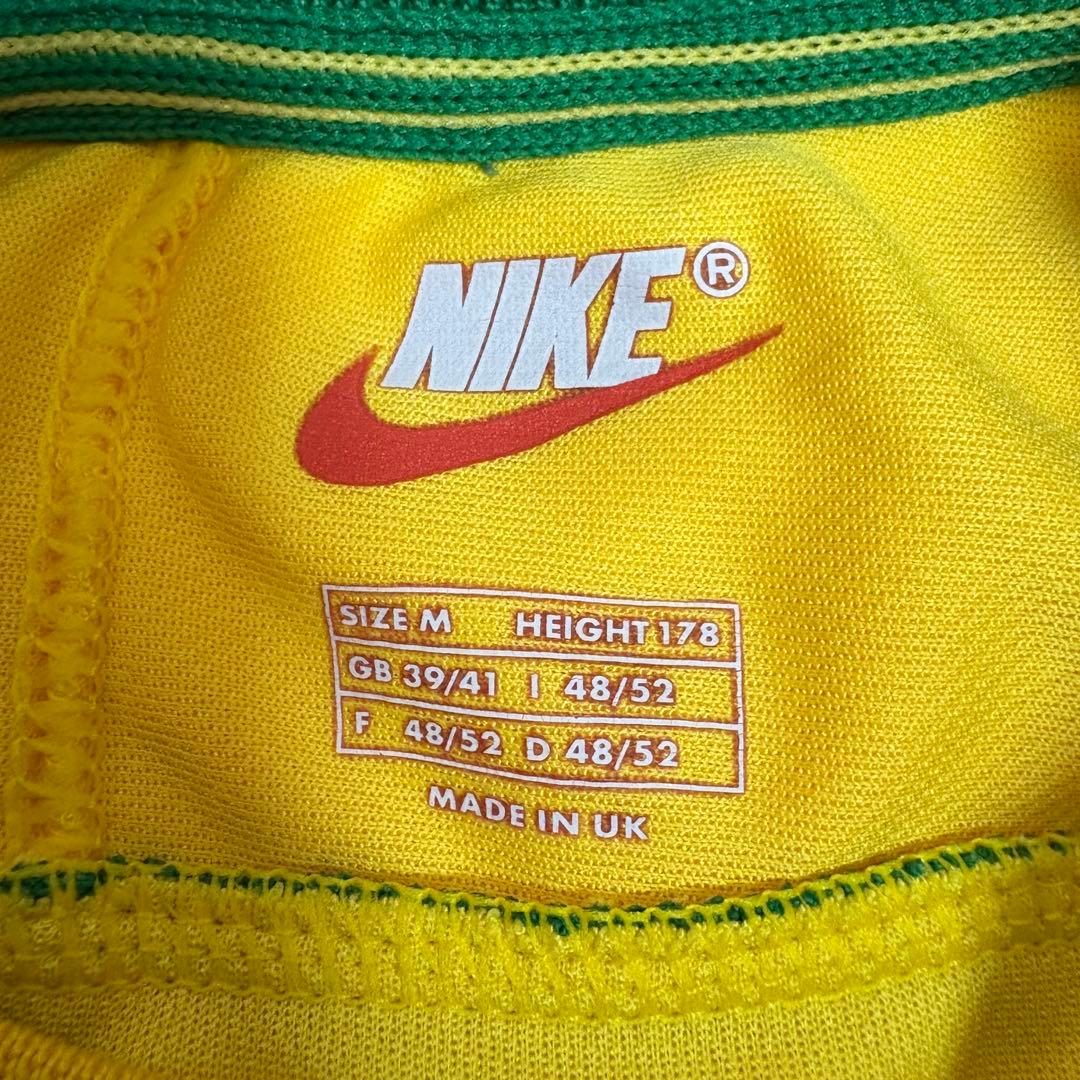 NIKE®
SIZE M HEIGHT 178
GB 39/41 I 48/52
F 48/52 D 48/52
MADE IN UK